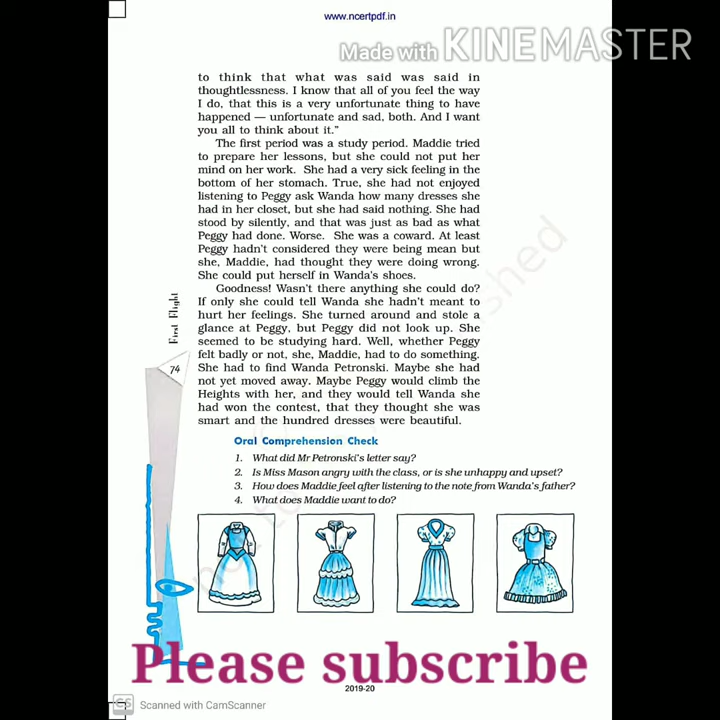 www.ncertpdf.in
Made with KINEMASTER
to think that what was said was said in
thoughtlessness. I know that all of you feel the way
I do, that this is a very unfortunate thing to have
happened — unfortunate and sad, both. And I want
you all to think about it."
The first period was a study period. Maddie tried
to prepare her lessons, but she could not put her
mind on her work. She had a very sick feeling in the
bottom of her stomach. True, she had not enjoyed
listening to Peggy ask Wanda how many dresses she
had in her closet, but she had said nothing. She had
stood by silently, and that was just as bad as what
Peggy had done. Worse. She was a coward. At least
Peggy hadn't considered they were being mean but
she, Maddie, had thought they were doing wrong.
She could put herself in Wanda's shoes.
Goodness! Wasn't there anything she could do?
If only she could tell Wanda she hadn't meant to
hurt her feelings. She turned around and stole a
glance at Peggy, but Peggy did not look up. She
seemed to be studying hard. Well, whether Peggy
felt badly or not, she, Maddie, had to do something.
She had to find Wanda Petronski. Maybe she had
not yet moved away. Maybe Peggy would climb the
Heights with her, and they would tell Wanda she
had won the contest, that they thought she was
smart and the hundred dresses were beautiful.
First Flight
74
Oral Comprehension Check
1. What did Mr Petronski's letter say?
2. Is Miss Mason angry with the class, or is she unhappy and upset?
3. How does Maddie feel after listening to the note from Wanda's father?
4. What does Maddie want to do?
Please subscribe
2019-20
CS Scanned with CamScanner